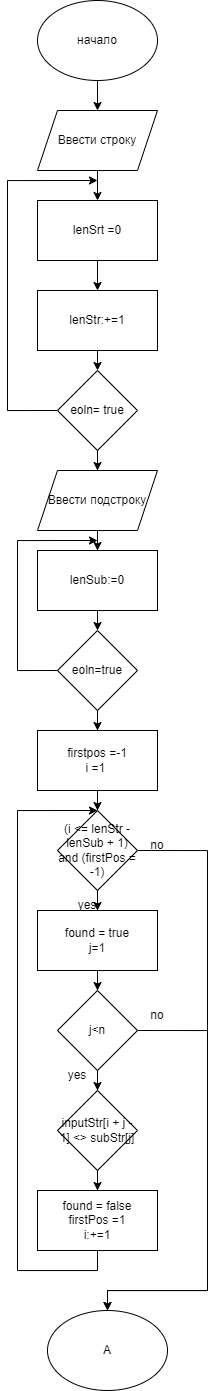 начало
Ввести строку
lenSrt =0
lenStr:+=1
eoln= true
Ввести подстроку
lenSub:=0
eoln=true
firstpos =-1
i =1
(i <= lenStr -
lenSub + 1)
and (firstPos =
-1)
no
yes
found = true
j=1
j<n
no
yes
inputStr[i + j -
1] <> subStr[j]
found = false
firstPos =1
i:+=1
A